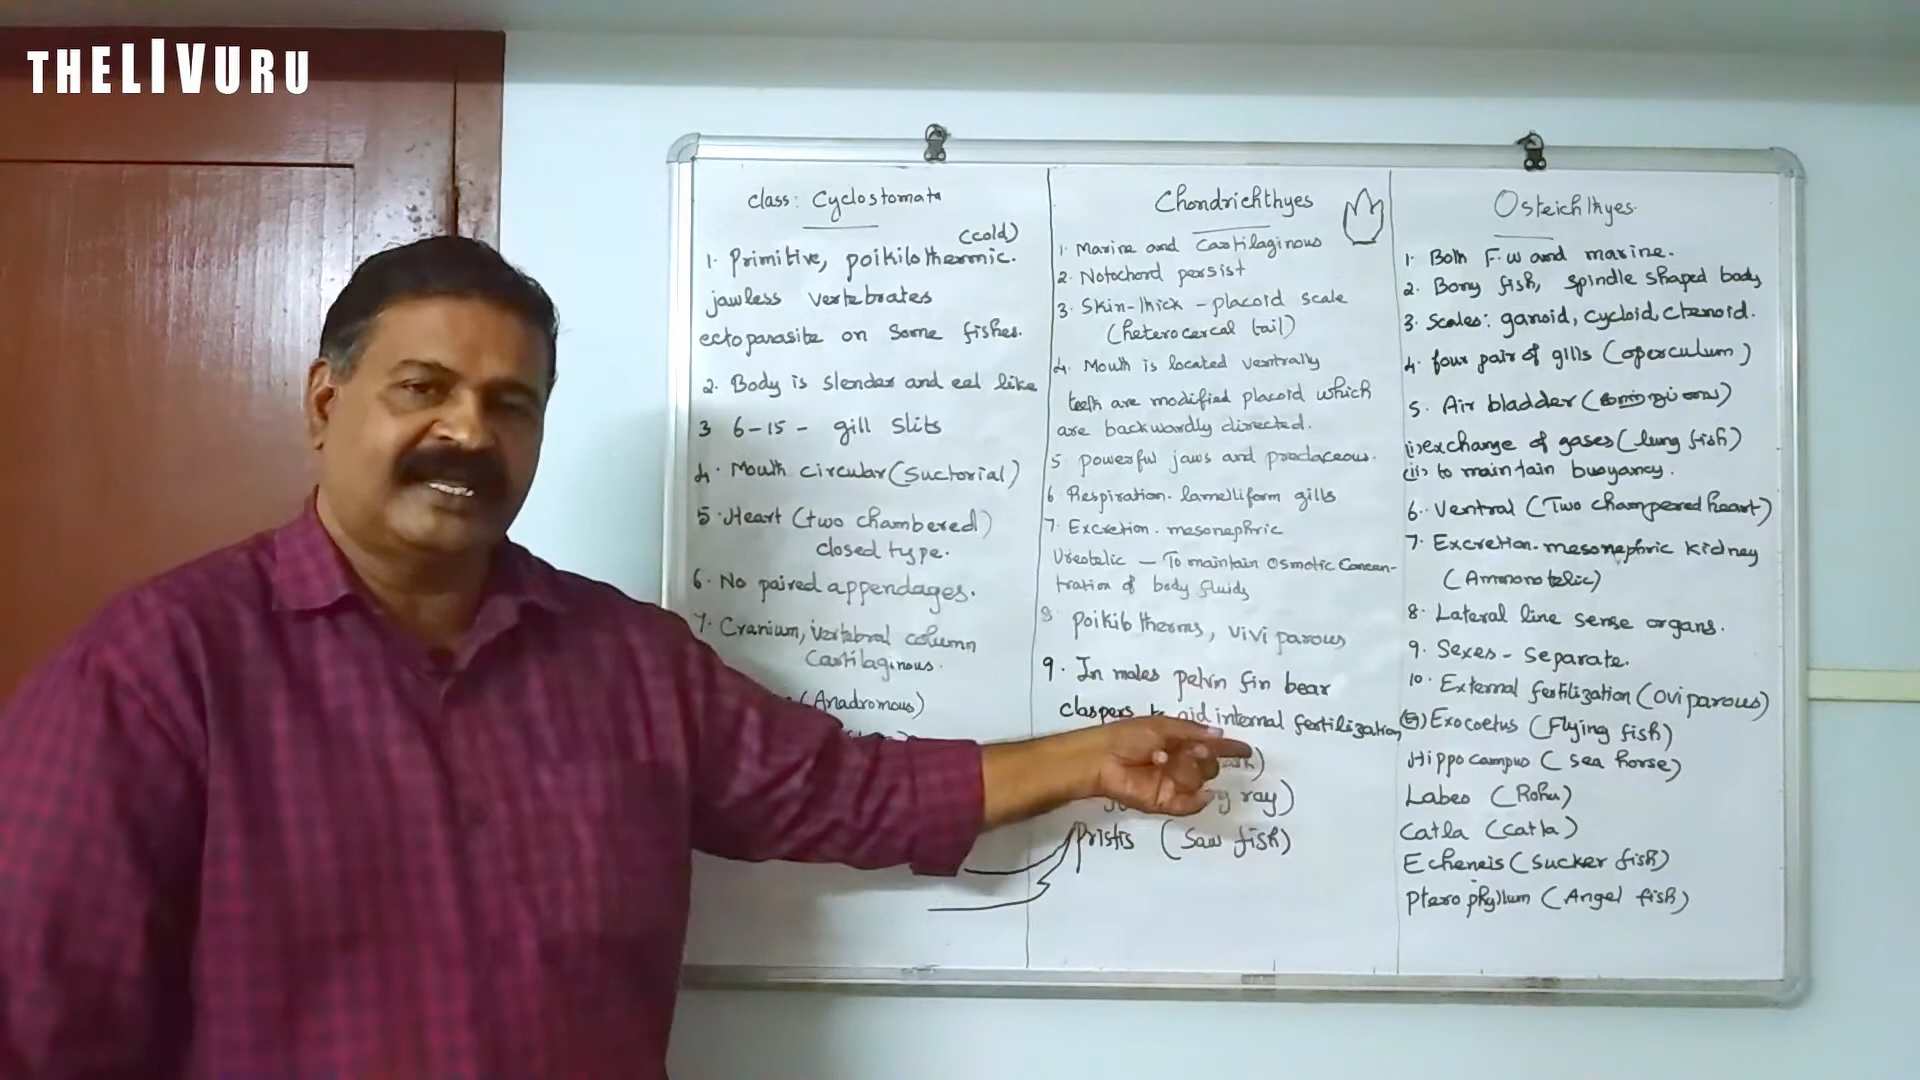 THELIVURU
class: Cyclostomata
(cold)
1. Primitive, poikilothermic.
jawless vertebrates
ectoparasite on some fishes.
2. Body is slender and eel like
3 6-15 - gill slits
4. Mouth circular (Suctorial)
5. Heart (two chambered)
closed type.
6. No paired appendages.
7. Cranium, vertebral column
Cartilaginous.
(Anadromous)
Chondrichthyes
1. Marine and Cartilaginous
2. Notochord persist
3. Skin-thick - placoid scale
(heterocercal tail)
4. Mouth is located ventrally
teeth are modified placoid which
are backwardly directed.
5 powerful jaws and predaceous.
6 Respiration. lamelliform gills
7. Excretion. mesonephric
Ureotelic - To maintain osmotic Concen-
tration of body fluids
8 poikilotherms, viviparous
9. In males pelvin fin bear
claspers to aid internal fertilization
ray)
Pristis (Saw fish)
Osteichthyes.
1. Both F.w and marine.
2. Bony fish, spindle shaped body
3. Scales: ganoid, cycloid, ctenoid.
4. four pair of gills (operculum)
5. Air bladder (
(i) exchange of gases (lung fish)
(ii) to maintain buoyancy.
6. Ventral (Two champered heart)
7. Excretion. mesonephric kidney
(Ammonotelic)
8. Lateral line sense organs.
9. Sexes - separate.
10. External fertilization (oviparous)
Exocoetus (Flying fish)
Hippocampus (sea horse)
Labeo (Rohu)
Catla (catla)
Echeneis (sucker fish)
pterophyllum (Angel fish)